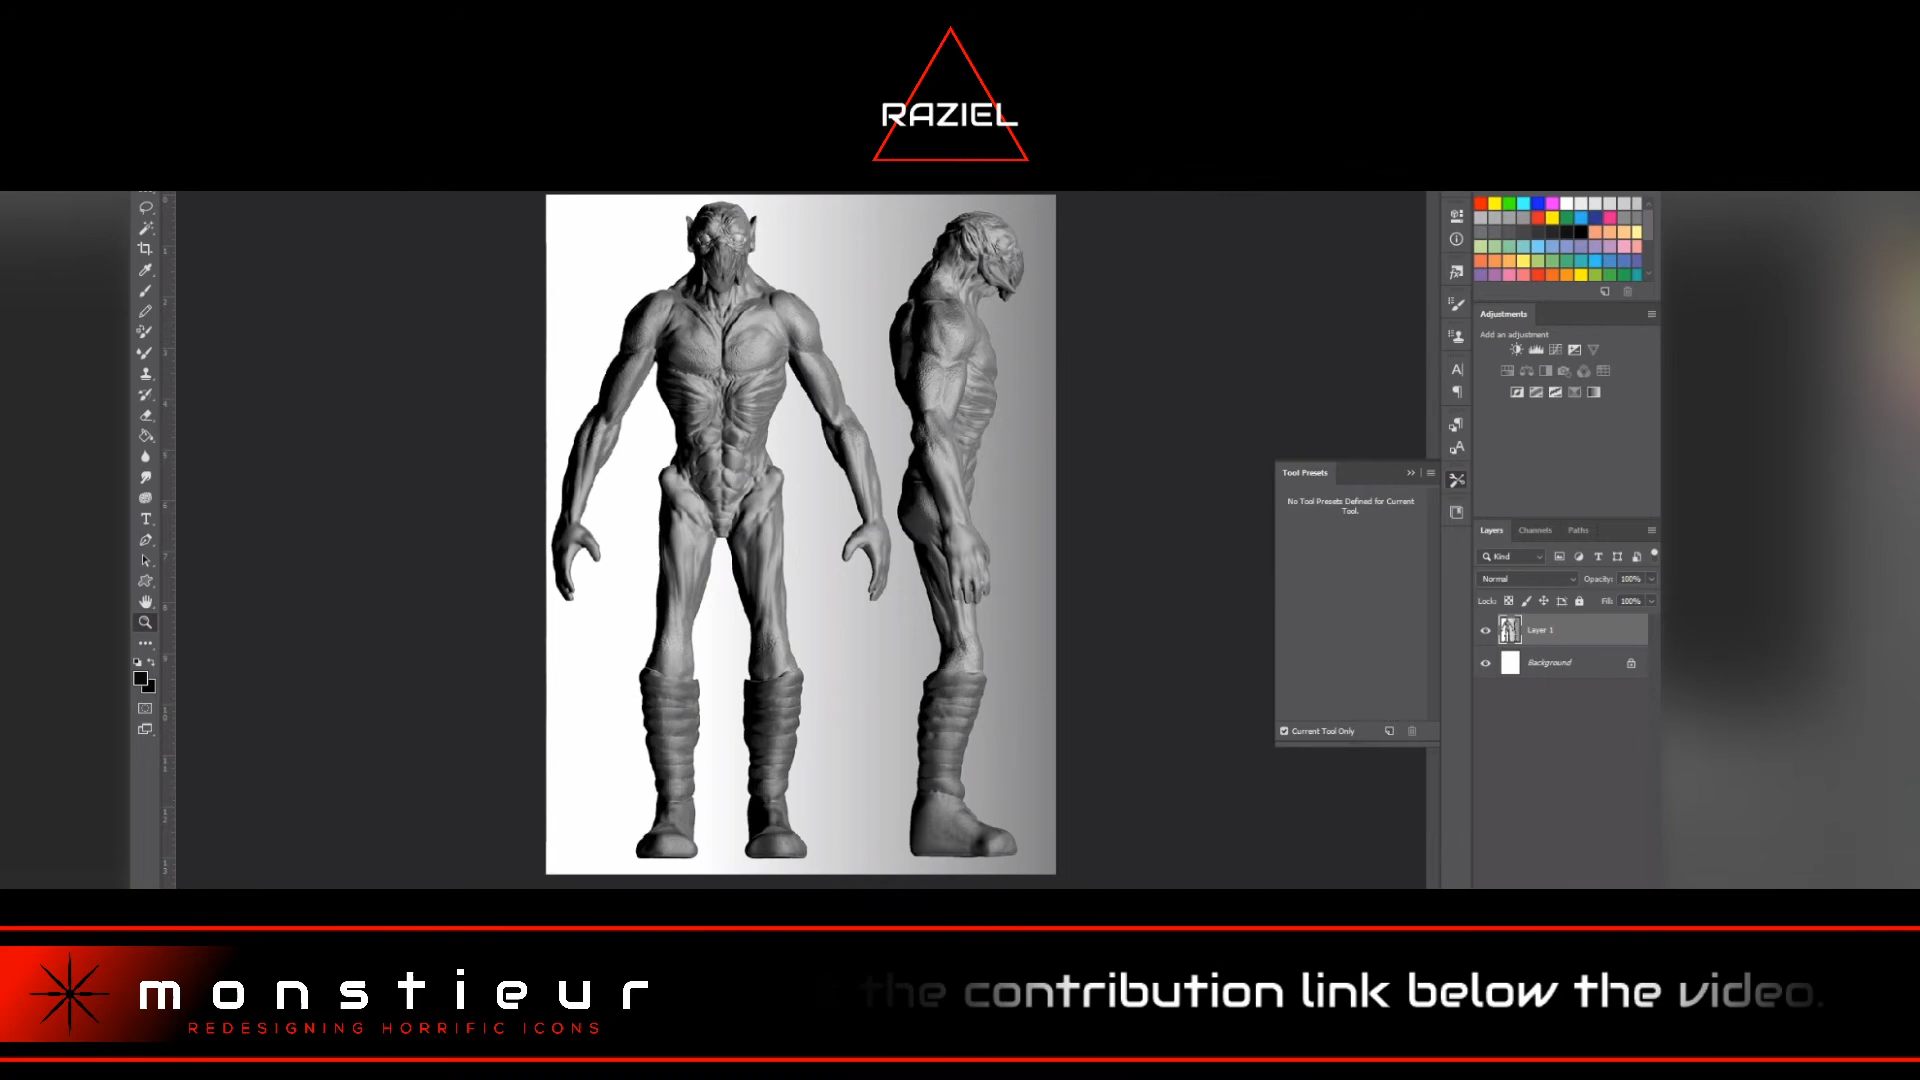 RAZIEL
Adjustments
Add an adjustment
Tool Presets
No Tool Presets Defined for Current
Tool.
Current Tool Only
Layers Channels Paths
Kind
Normal Opacity: 100%
Lock: Fill: 100%
Layer 1
Background
monstieur
REDESIGNING HORRIFIC ICONS
the contribution link below the video.